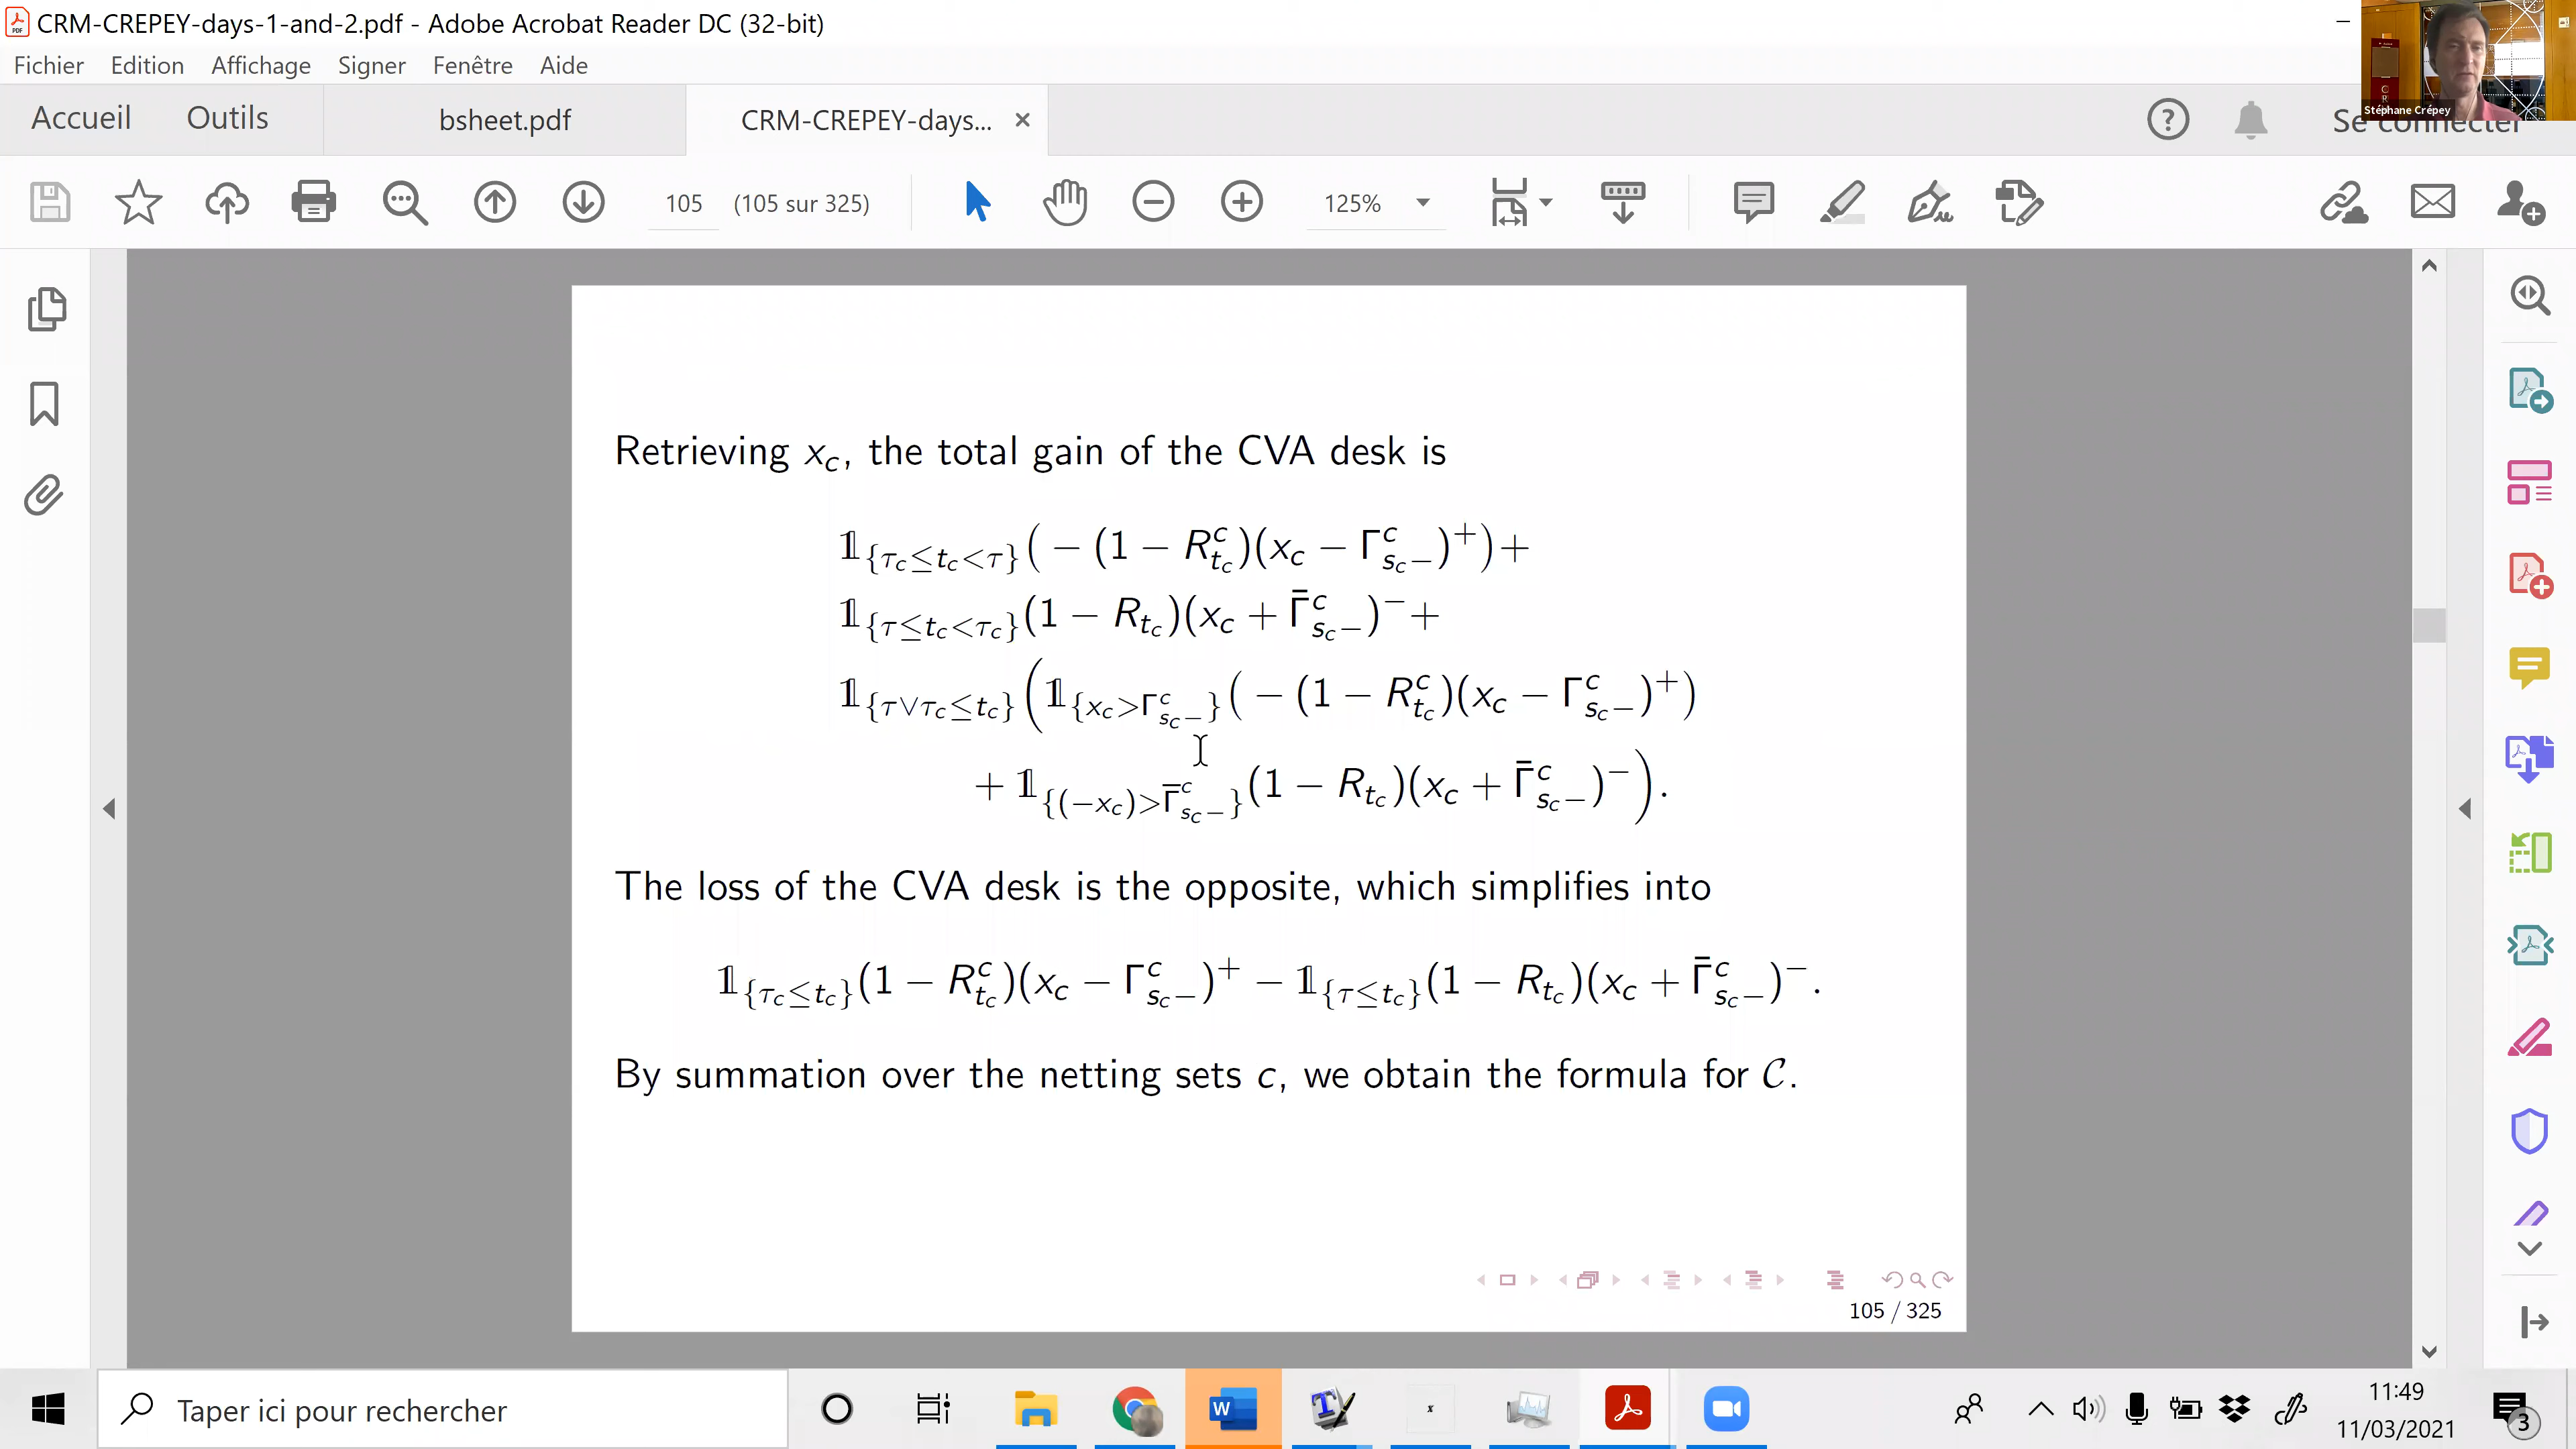 CRM-CREPEY-days-1-and-2.pdf - Adobe Acrobat Reader DC (32-bit)
Fichier Edition Affichage Signer Fenêtre Aide
Stéphane Crépey
Accueil Outils bsheet.pdf CRM-CREPEY-days... × Se connecter
105 (105 sur 325) 125%
Retrieving x_c, the total gain of the CVA desk is
𝟙_{τ_c≤t_c<τ}(−(1 − R^c_{t_c})(x_c − Γ^c_{s_c−})^+)+
𝟙_{τ≤t_c<τ_c}(1 − R_{t_c})(x_c + Γ̄^c_{s_c−})^−+
𝟙_{τ∨τ_c≤t_c}(𝟙_{x_c>Γ^c_{s_c−}}(−(1 − R^c_{t_c})(x_c − Γ^c_{s_c−})^+)
+ 𝟙_{(−x_c)>Γ̄^c_{s_c−}}(1 − R_{t_c})(x_c + Γ̄^c_{s_c−})^−).
The loss of the CVA desk is the opposite, which simplifies into
𝟙_{τ_c≤t_c}(1 − R^c_{t_c})(x_c − Γ^c_{s_c−})^+ − 𝟙_{τ≤t_c}(1 − R_{t_c})(x_c + Γ̄^c_{s_c−})^−.
By summation over the netting sets c, we obtain the formula for 𝒞.
105 / 325
Taper ici pour rechercher
11:49
11/03/2021
3